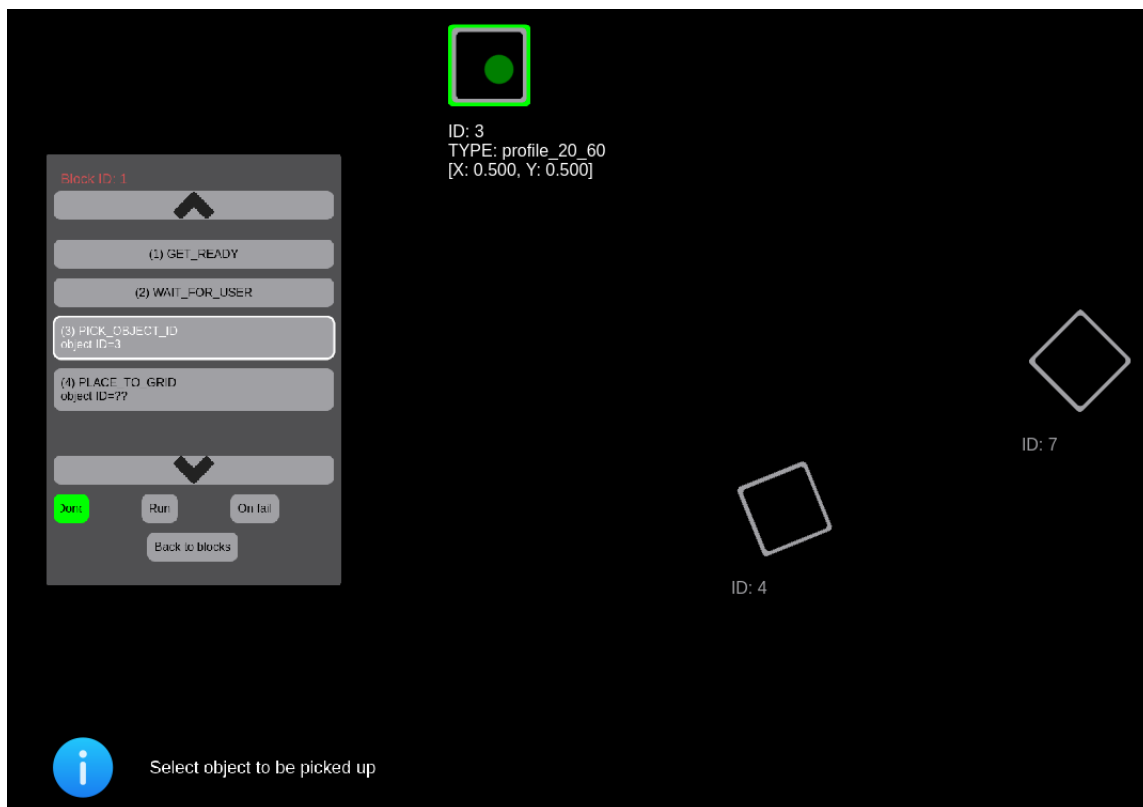 ID: 3
TYPE: profile_20_60
[X: 0.500, Y: 0.500]
Block ID: 1
(1) GET_READY
(2) WAIT_FOR_USER
(3) PICK_OBJECT_ID
object ID=3
(4) PLACE_TO_GRID
object ID=??
Run
On fail
Back to blocks
ID: 7
ID: 4
Select object to be picked up